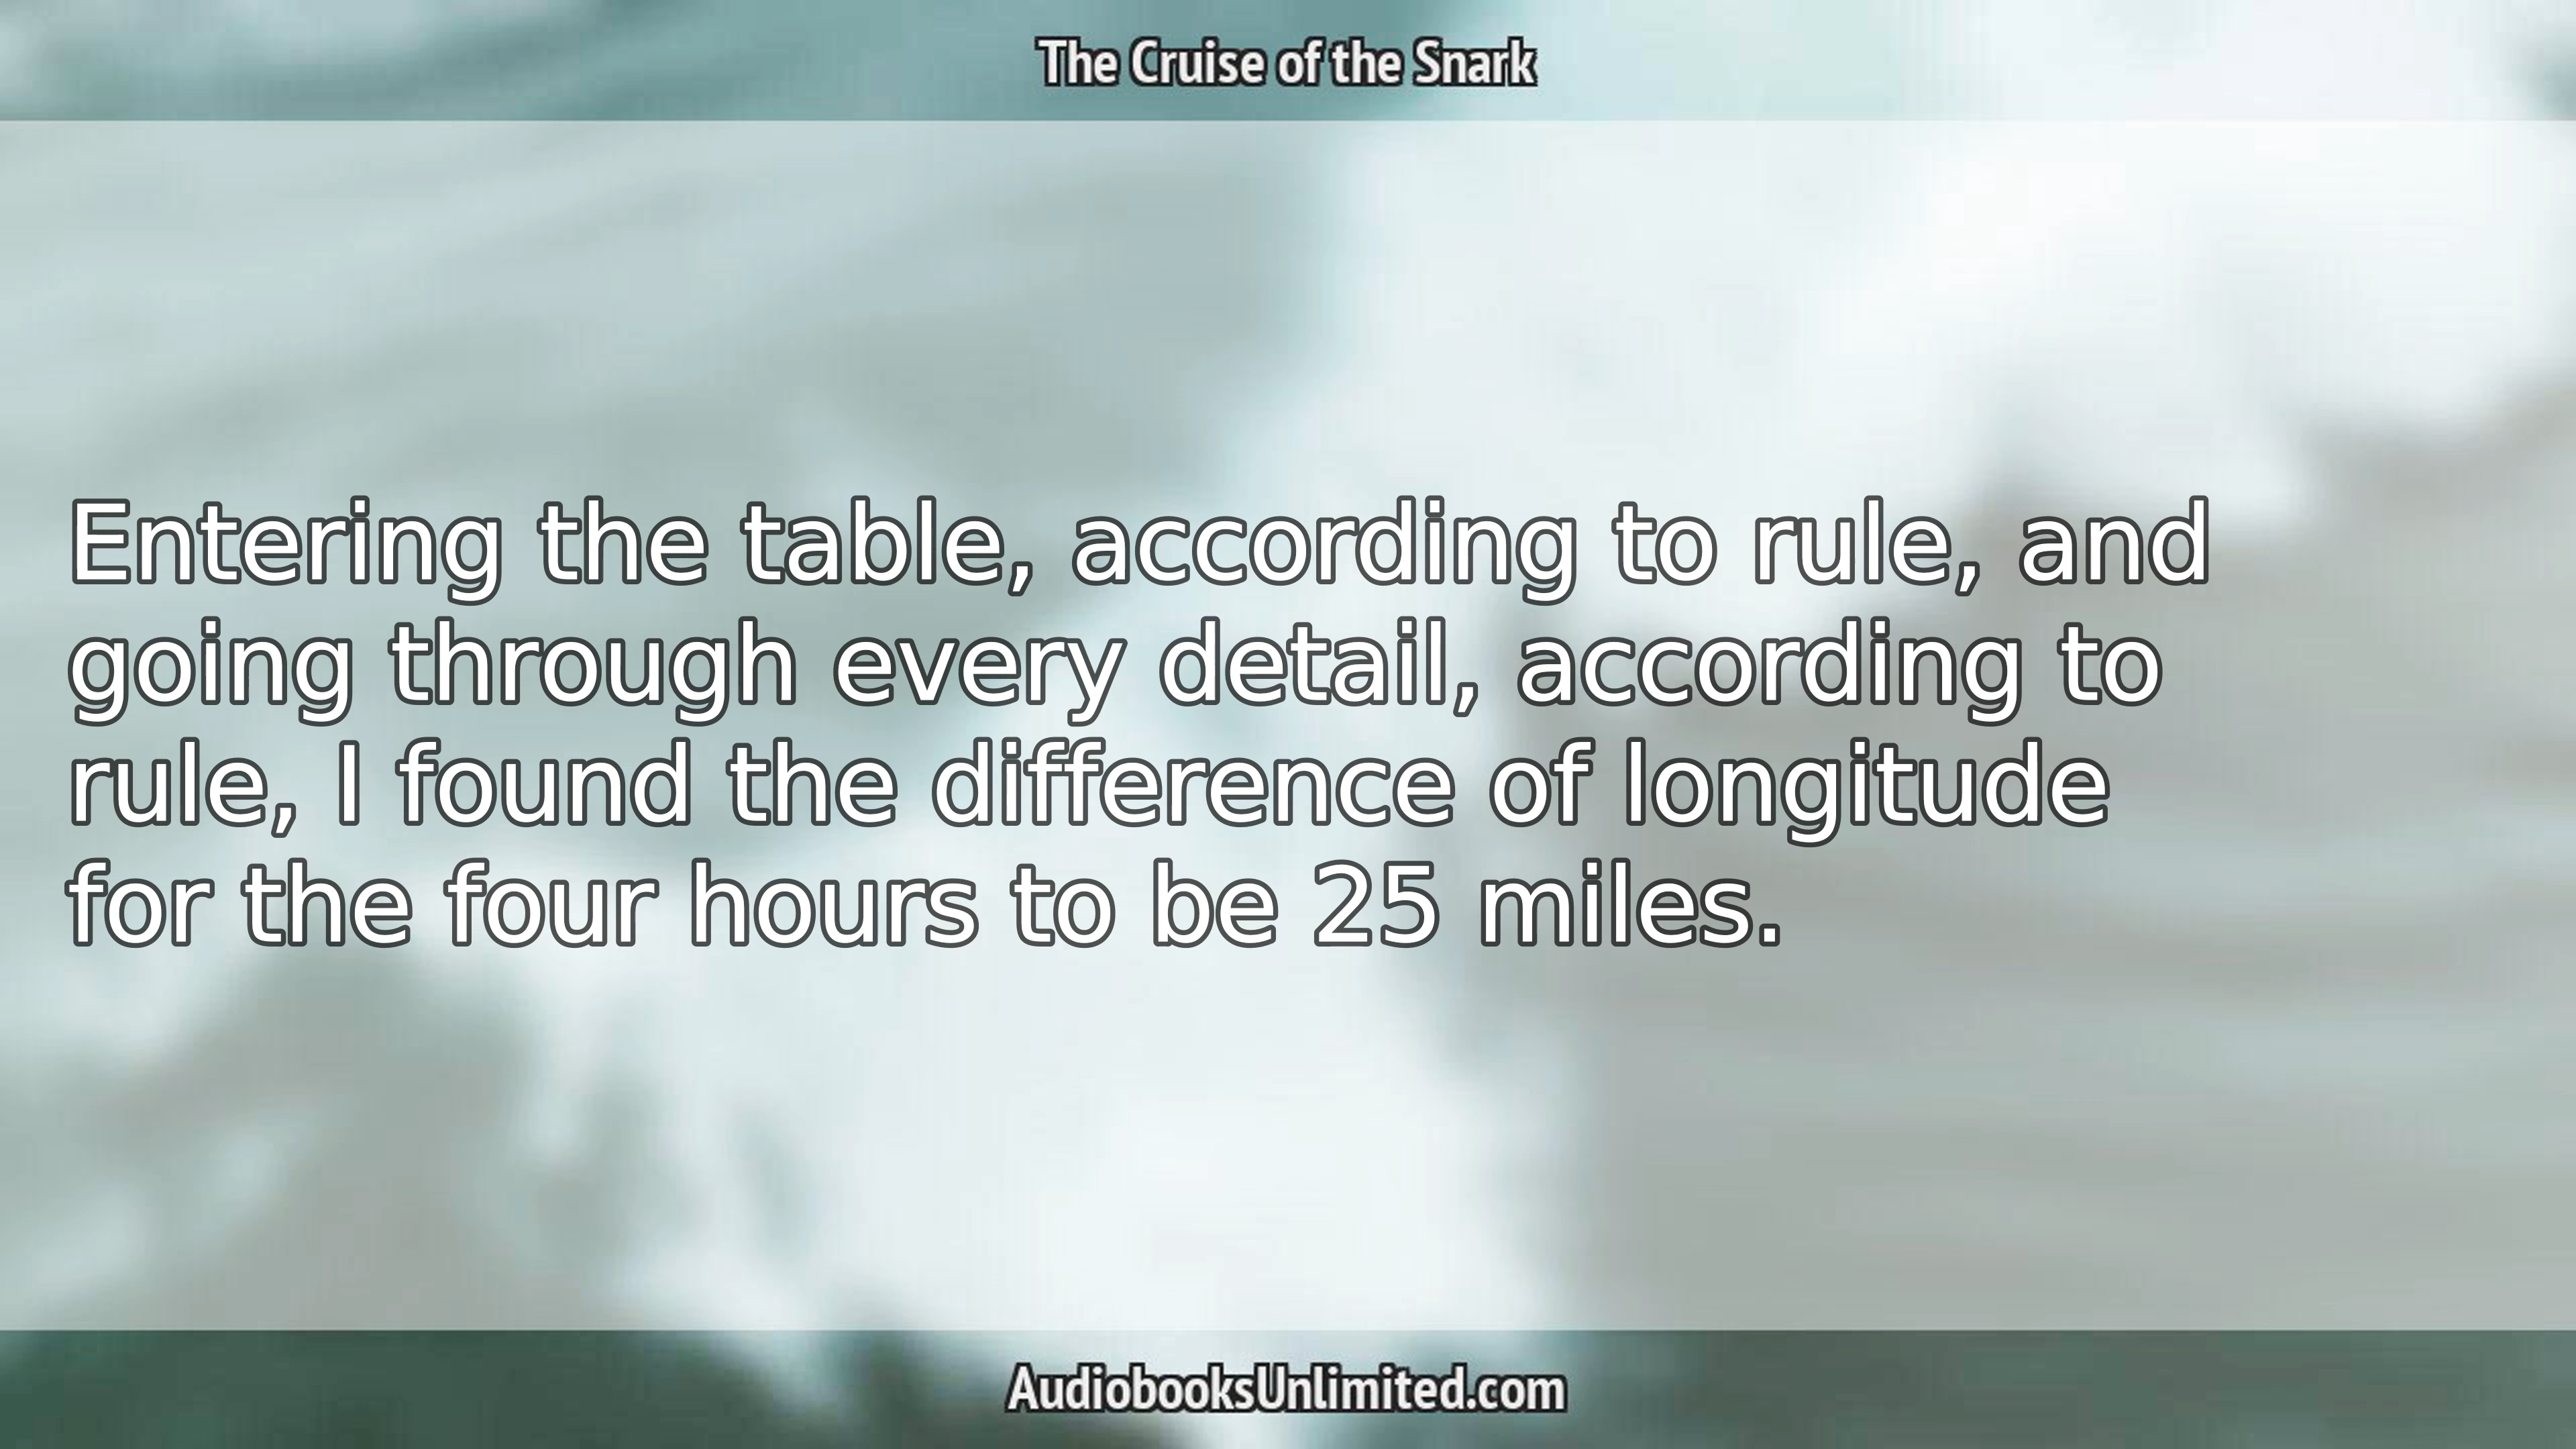 The Cruise of the Snark
Entering the table, according to rule, and
going through every detail, according to
rule, I found the difference of longitude
for the four hours to be 25 miles.
AudiobooksUnlimited.com